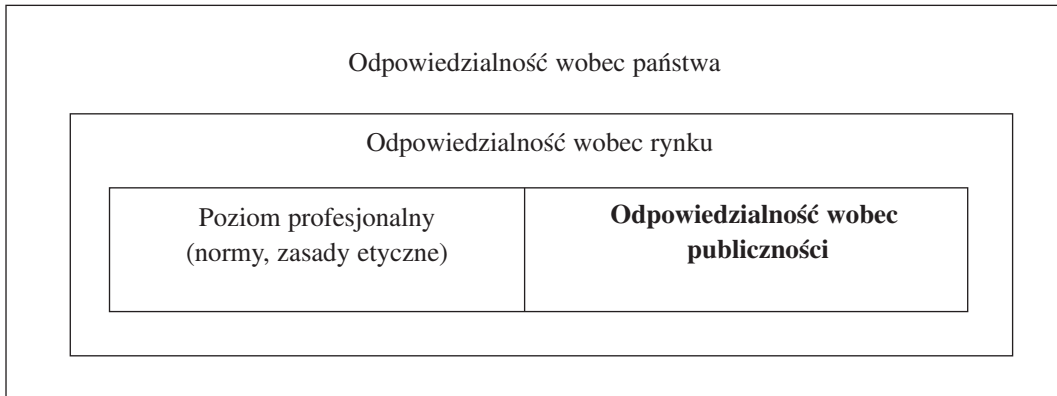 Odpowiedzialność wobec państwa
Odpowiedzialność wobec rynku
Poziom profesjonalny
(normy, zasady etyczne)
Odpowiedzialność wobec
publiczności